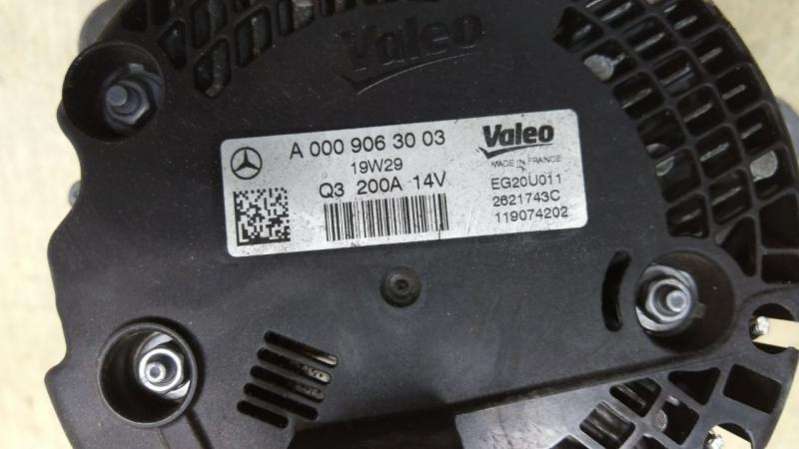 Valeo
A 000 906 30 03
19W29
Q3 200A 14V
Valeo
MADE IN FRANCE
EG20U011
2621743C
119074202